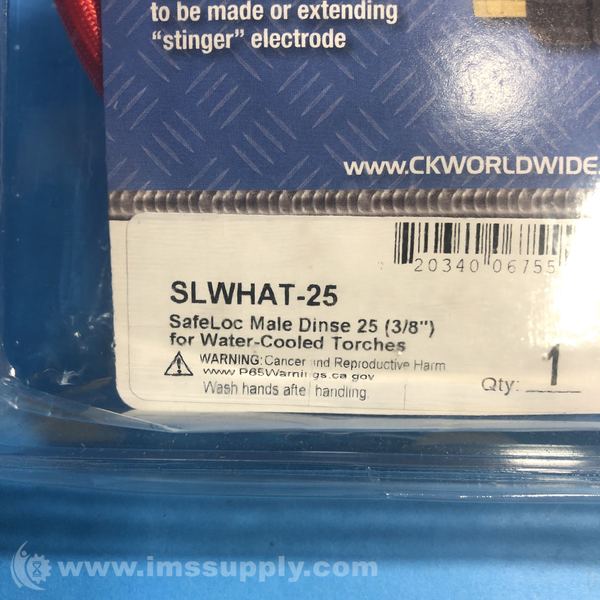 to be made or extending
"stinger" electrode
www.CKWORLDWIDE.
20340 06755
SLWHAT-25
SafeLoc Male Dinse 25 (3/8")
for Water-Cooled Torches
WARNING: Cancer and Reproductive Harm
www P65Warnings.ca gov
Wash hands after handling.
Qty: 1
www.imssupply.com